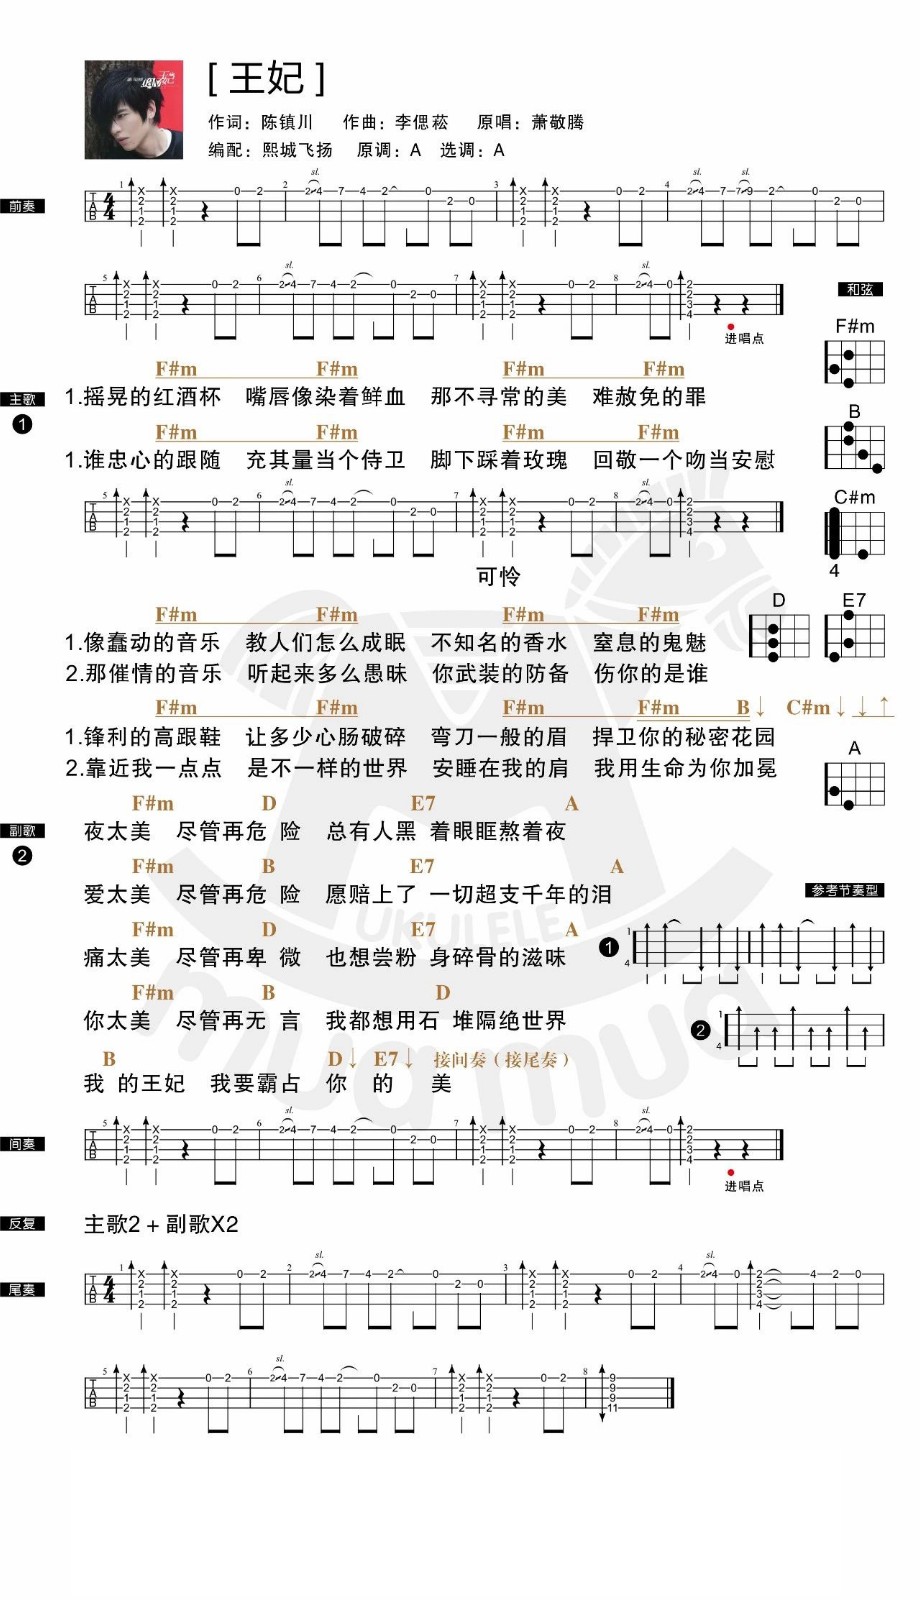 [ 王妃 ]
作词：陈镇川 作曲：李偲菘 原唱：萧敬腾
编配：熙城飞扬 原调：A 选调：A
前奏
和弦
进唱点
F#m
B
C#m
4
D E7
A
主歌
1
F#m F#m F#m F#m
1.摇晃的红酒杯 嘴唇像染着鲜血 那不寻常的美 难赦免的罪
F#m F#m F#m F#m
1.谁忠心的跟随 充其量当个侍卫 脚下踩着玫瑰 回敬一个吻当安慰
可怜
F#m F#m F#m F#m
1.像蠢动的音乐 教人们怎么成眠 不知名的香水 窒息的鬼魅
2.那催情的音乐 听起来多么愚昧 你武装的防备 伤你的是谁
F#m F#m F#m F#m B↓ C#m↓ ↓ ↑
1.锋利的高跟鞋 让多少心肠破碎 弯刀一般的眉 捍卫你的秘密花园
2.靠近我一点点 是不一样的世界 安睡在我的肩 我用生命为你加冕
副歌
2
F#m D E7 A
夜太美 尽管再危 险 总有人黑 着眼眶熬着夜
F#m B E7 A
爱太美 尽管再危 险 愿赔上了 一切超支千年的泪
F#m D E7 A
痛太美 尽管再卑 微 也想尝粉 身碎骨的滋味
F#m B D
你太美 尽管再无 言 我都想用石 堆隔绝世界
B D↓ E7↓ 接间奏（接尾奏）
我 的王妃 我要霸占 你 的 美
参考节奏型
1
2
UKULELE
mua mua
间奏
进唱点
反复
主歌2 + 副歌X2
尾奏